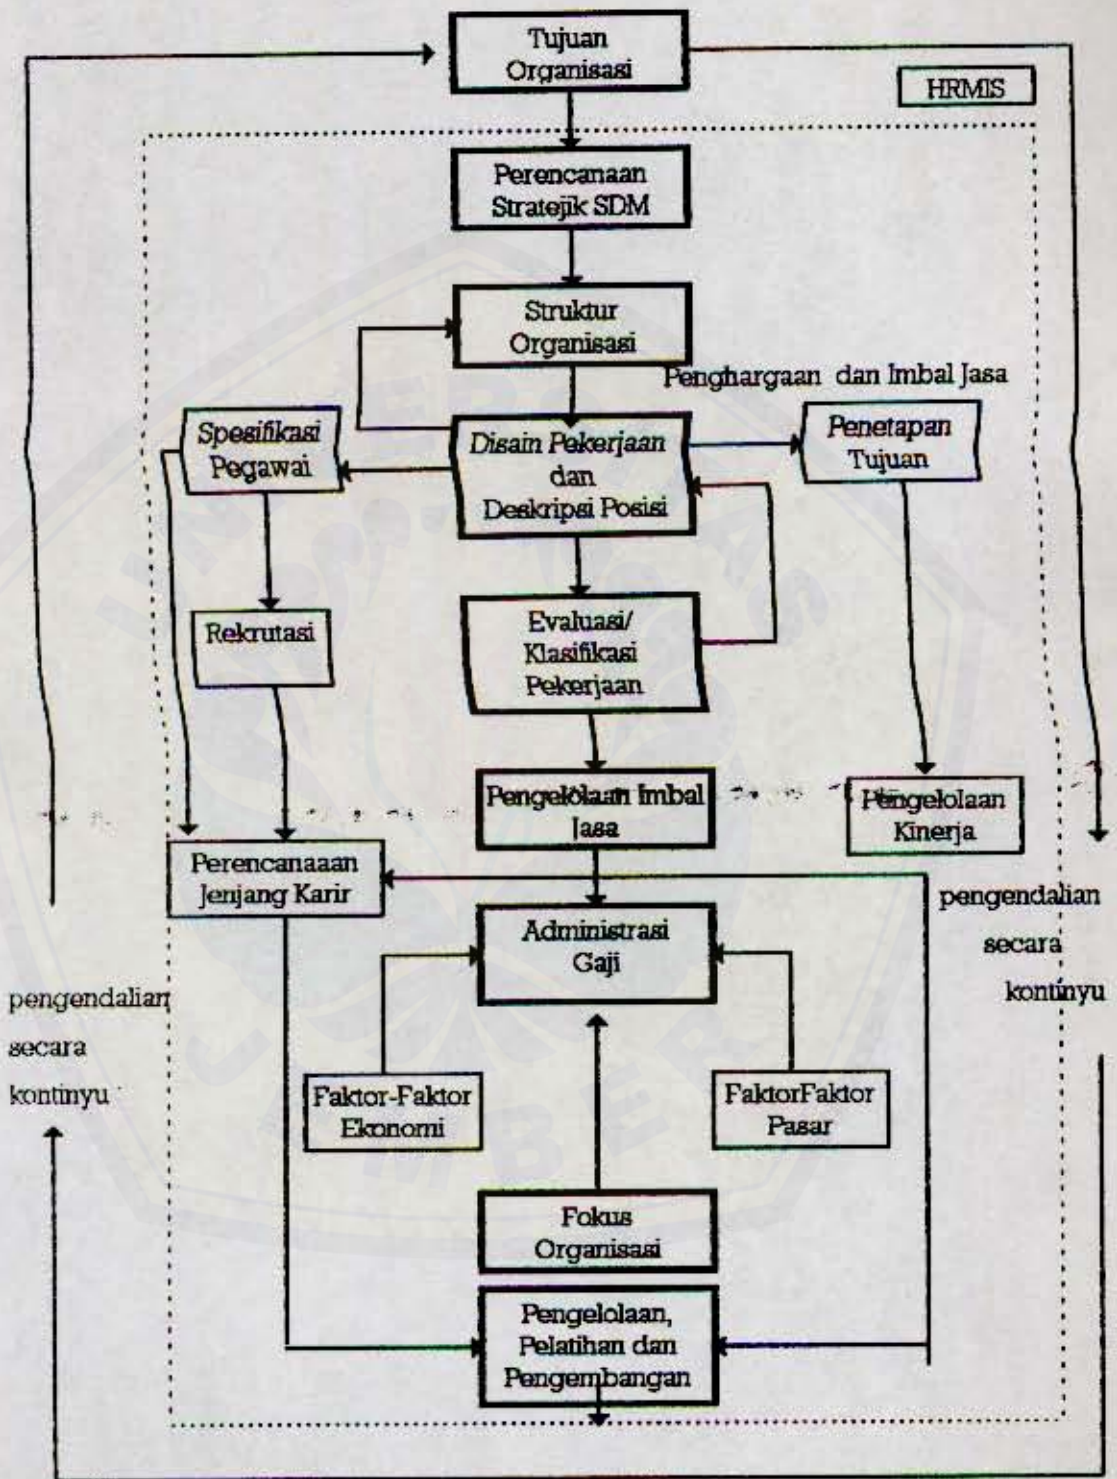 Tujuan
Organisasi
HRMIS
Perencanaan
Stratejik SDM
Struktur
Organisasi
Penghargaan dan Imbal Jasa
Spesifikasi
Pegawai
Disain Pekerjaan
dan
Deskripsi Posisi
Penetapan
Tujuan
Rekrutasi
Evaluasi/
Klasifikasi
Pekerjaan
Pengelolaan Imbal
Jasa
Pengelolaan
Kinerja
Perencanaaan
Jenjang Karir
pengendalian
secara
kontinyu
Administrasi
Gaji
pengendalian
secara
kontinyu
Faktor-Faktor
Ekonomi
FaktorFaktor
Pasar
Fokus
Organisasi
Pengelolaan,
Pelatihan dan
Pengembangan
UNIVERSITAS
JEMBER